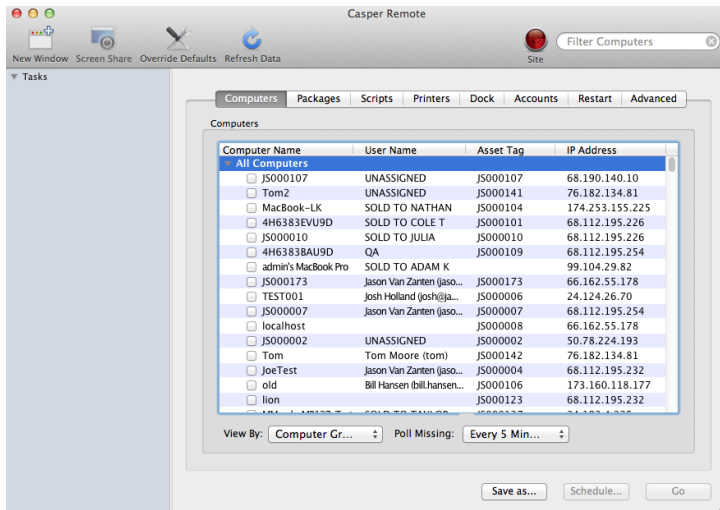 Casper Remote
New Window Screen Share Override Defaults Refresh Data Site Filter Computers
Tasks
Computers Packages Scripts Printers Dock Accounts Restart Advanced
Computers
Computer Name User Name Asset Tag IP Address
All Computers
JS000107 UNASSIGNED JS000107 68.190.140.10
Tom2 UNASSIGNED JS000141 76.182.134.81
MacBook-LK SOLD TO NATHAN JS000104 174.253.155.225
4H6383EVU9D SOLD TO COLE T JS000101 68.112.195.226
JS000010 SOLD TO JULIA JS000010 68.112.195.226
4H6383BAU9D QA JS000109 68.112.195.254
admin's MacBook Pro SOLD TO ADAM K 99.104.29.82
JS000173 Jason Van Zanten (jaso... JS000173 66.162.55.178
TEST001 Josh Holland (josh@ja... JS000006 24.124.26.70
JS000007 Jason Van Zanten (jaso... JS000007 68.112.195.254
localhost JS000008 66.162.55.178
JS000002 UNASSIGNED JS000002 50.78.224.193
Tom Tom Moore (tom) JS000142 76.182.134.81
JoeTest Jason Van Zanten (jaso... JS000004 68.112.195.232
old Bill Hansen (bill.hansen... JS000106 173.160.118.177
lion JS000123 68.112.195.232
View By: Computer Gr... Poll Missing: Every 5 Min...
Save as... Schedule... Go